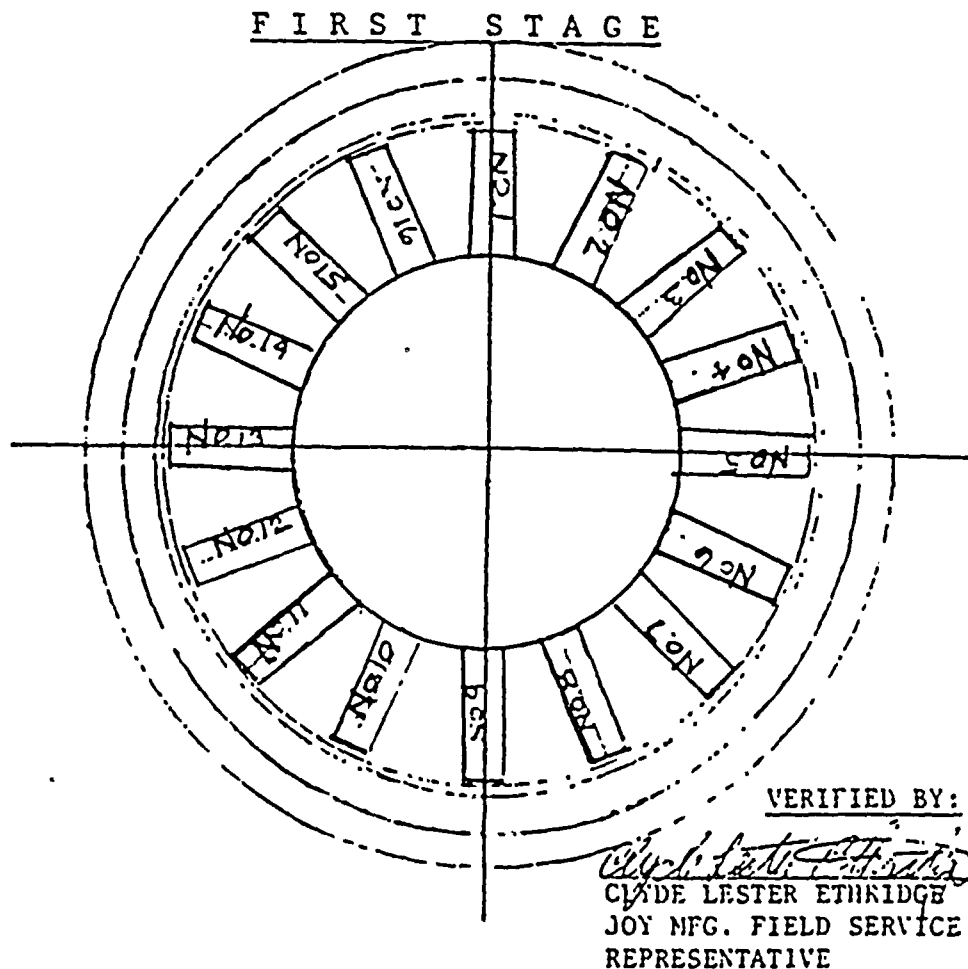 FIRST STAGE
NO.1
NO.2
No.3
No 4
No.5
No 6
No.7
NO.8
No 9
No 10
No.11
NO.12
NO.13
NO.14
NO.15
No.16
VERIFIED BY:
CLYDE LESTER ETHRIDGE
JOY MFG. FIELD SERVICE
REPRESENTATIVE